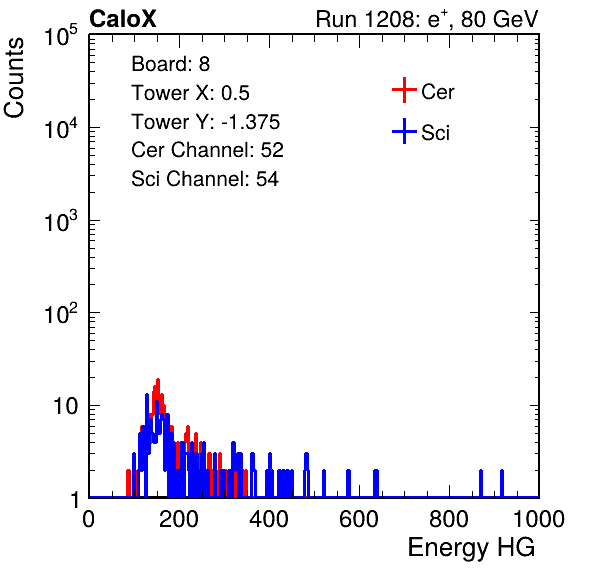 CaloX Run 1208: e⁺, 80 GeV
Counts
10⁵
10⁴
10³
10²
10
1
Board: 8
Tower X: 0.5
Tower Y: -1.375
Cer Channel: 52
Sci Channel: 54
Cer
Sci
0 200 400 600 800 1000
Energy HG